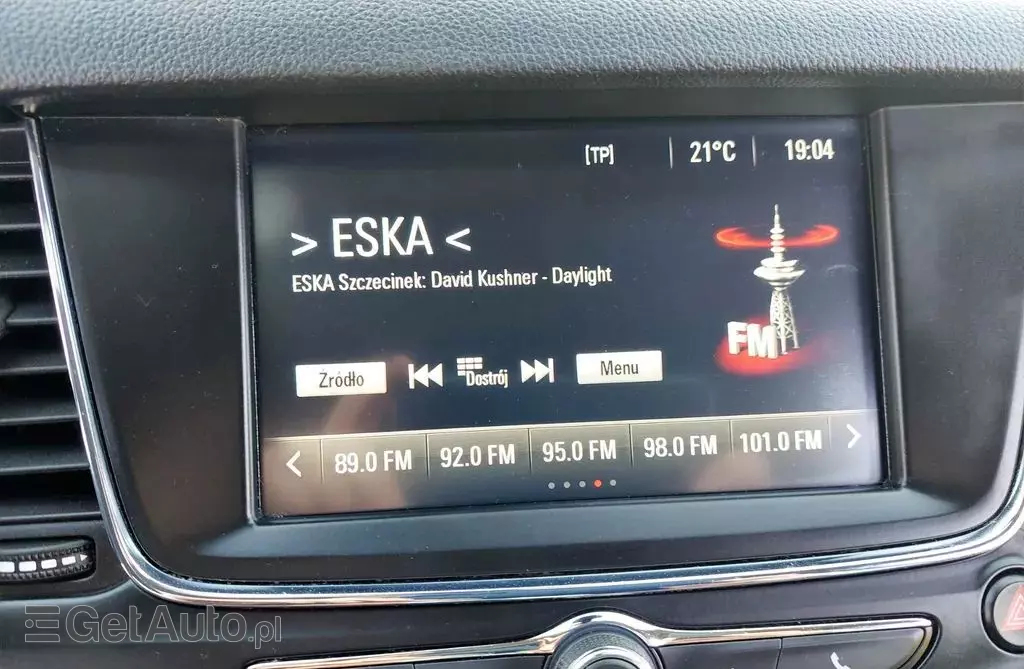 [TP] 21°C 19:04
> ESKA <
ESKA Szczecinek: David Kushner - Daylight
FM
Źródło Dostrój Menu
89.0 FM 92.0 FM 95.0 FM 98.0 FM 101.0 FM
GetAuto.pl